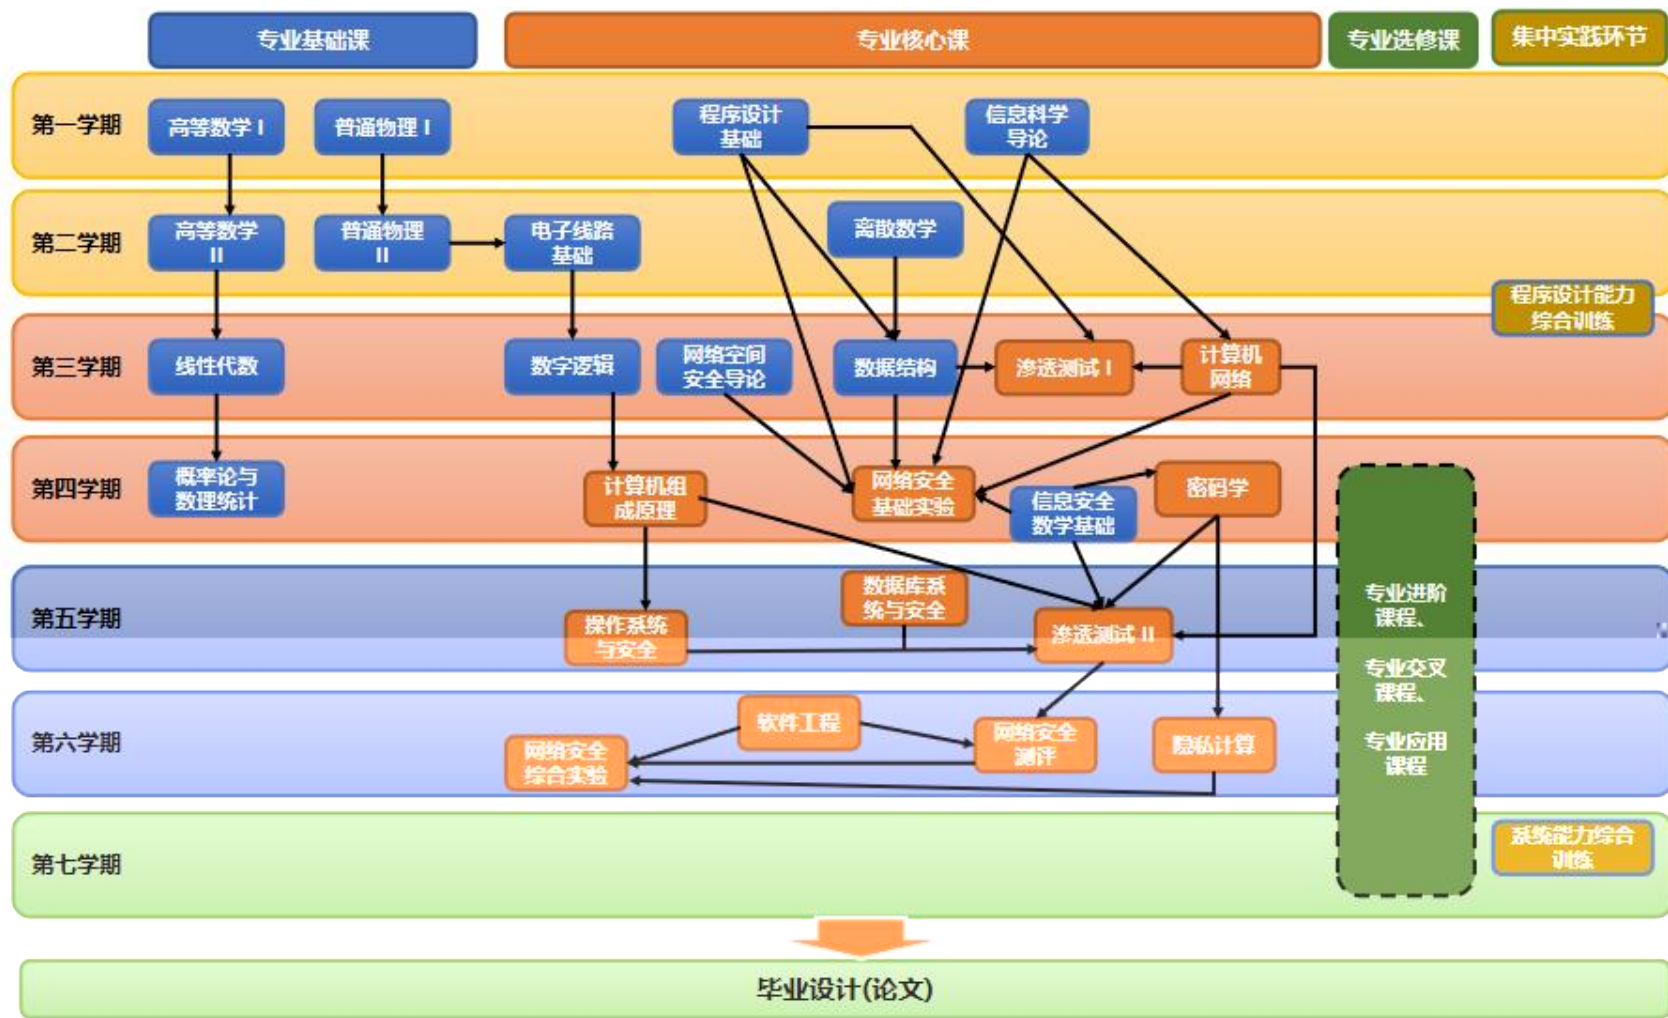 专业基础课
专业核心课
专业选修课
集中实践环节
第一学期
高等数学 I
普通物理 I
程序设计
基础
信息科学
导论
第二学期
高等数学
II
普通物理
II
电子线路
基础
离散数学
程序设计能力
综合训练
第三学期
线性代数
数字逻辑
网络空间
安全导论
数据结构
渗透测试 I
计算机
网络
第四学期
概率论与
数理统计
计算机组
成原理
网络安全
基础实验
信息安全
数学基础
密码学
第五学期
操作系统
与安全
数据库系
统与安全
渗透测试 II
专业进阶
课程、
专业交叉
课程、
专业应用
课程
第六学期
网络安全
综合实验
软件工程
网络安全
测评
隐私计算
第七学期
系统能力综合
训练
毕业设计(论文)